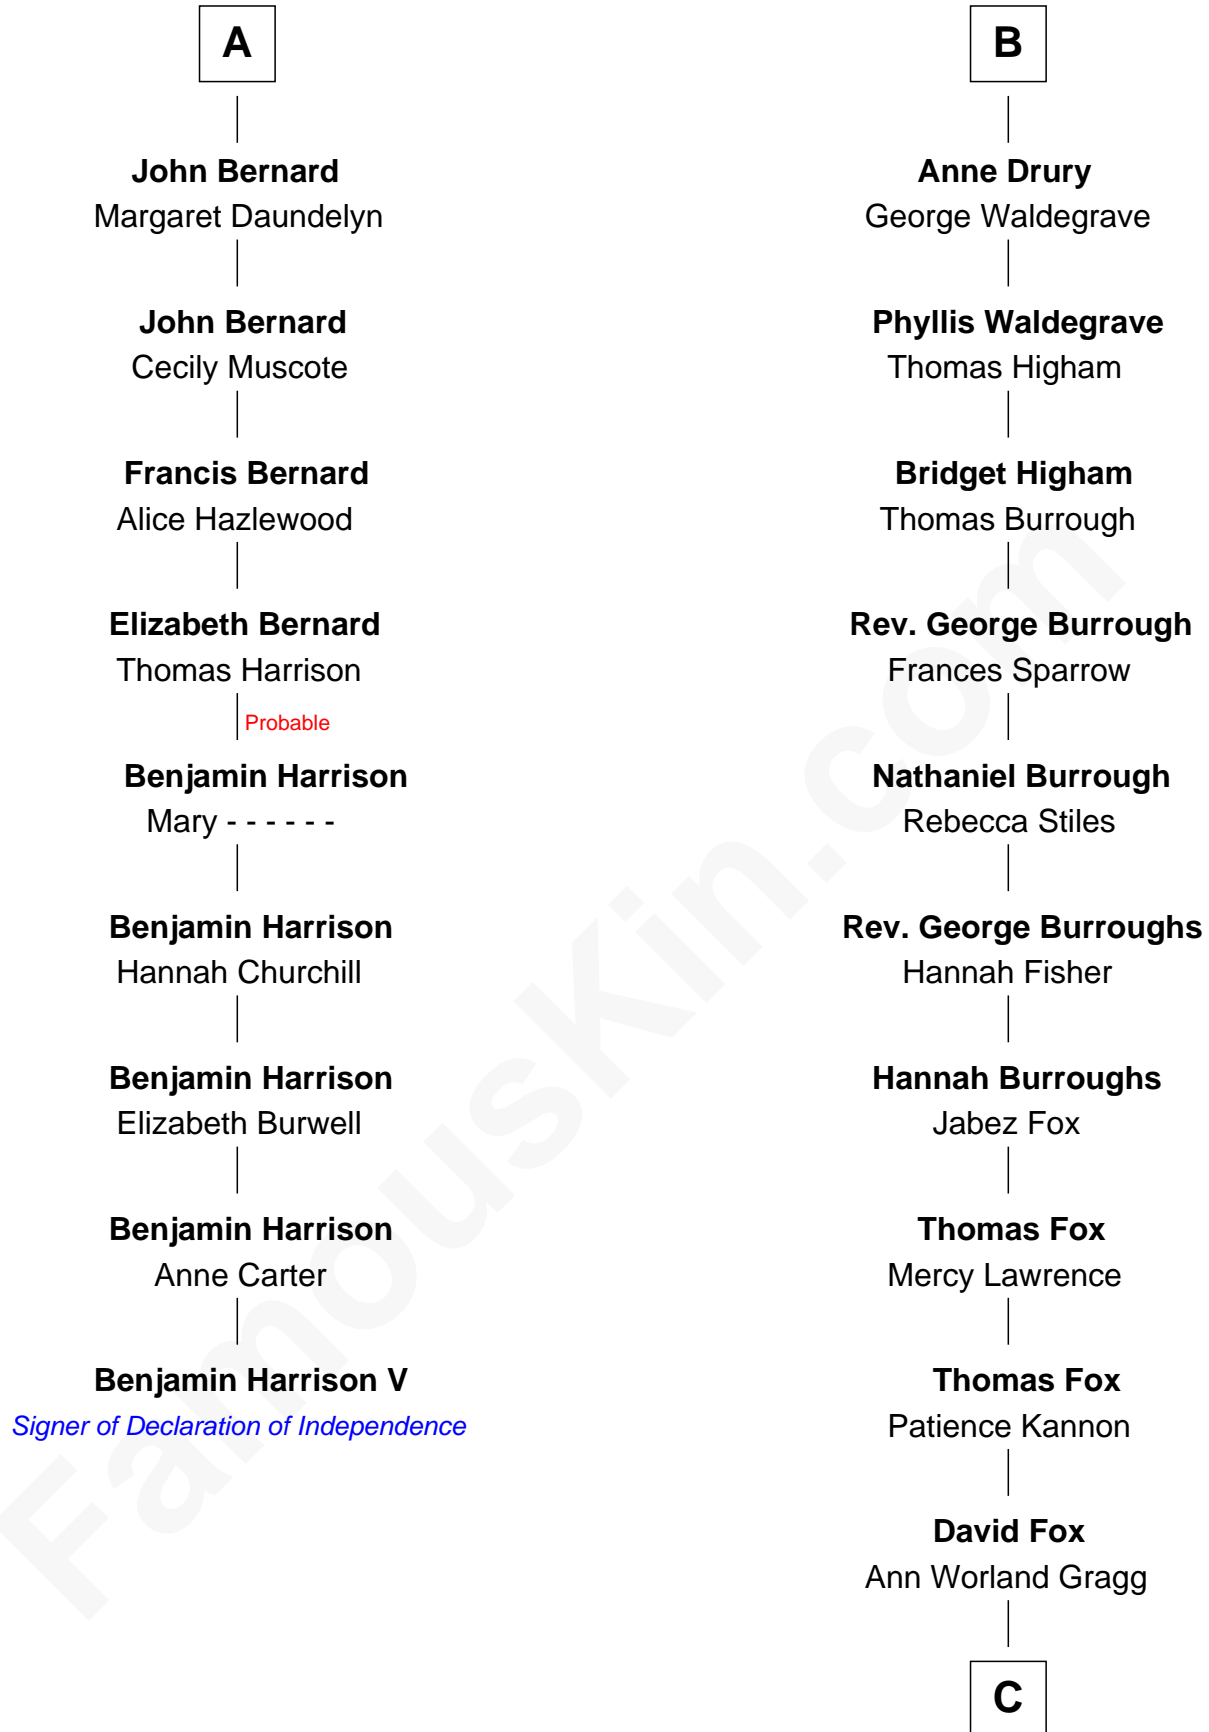 A
John Bernard
Margaret Daundelyn
John Bernard
Cecily Muscote
Francis Bernard
Alice Hazlewood
Elizabeth Bernard
Thomas Harrison
Probable
Benjamin Harrison
Mary - - - - - -
Benjamin Harrison
Hannah Churchill
Benjamin Harrison
Elizabeth Burwell
Benjamin Harrison
Anne Carter
Benjamin Harrison V
Signer of Declaration of Independence
B
Anne Drury
George Waldegrave
Phyllis Waldegrave
Thomas Higham
Bridget Higham
Thomas Burrough
Rev. George Burrough
Frances Sparrow
Nathaniel Burrough
Rebecca Stiles
Rev. George Burroughs
Hannah Fisher
Hannah Burroughs
Jabez Fox
Thomas Fox
Mercy Lawrence
Thomas Fox
Patience Kannon
David Fox
Ann Worland Gragg
C
FamousKin.com